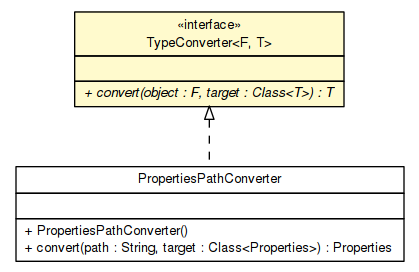 «interface»
TypeConverter<F, T>
+ convert(object : F, target : Class<T>) : T
PropertiesPathConverter
+ PropertiesPathConverter()
+ convert(path : String, target : Class<Properties>) : Properties